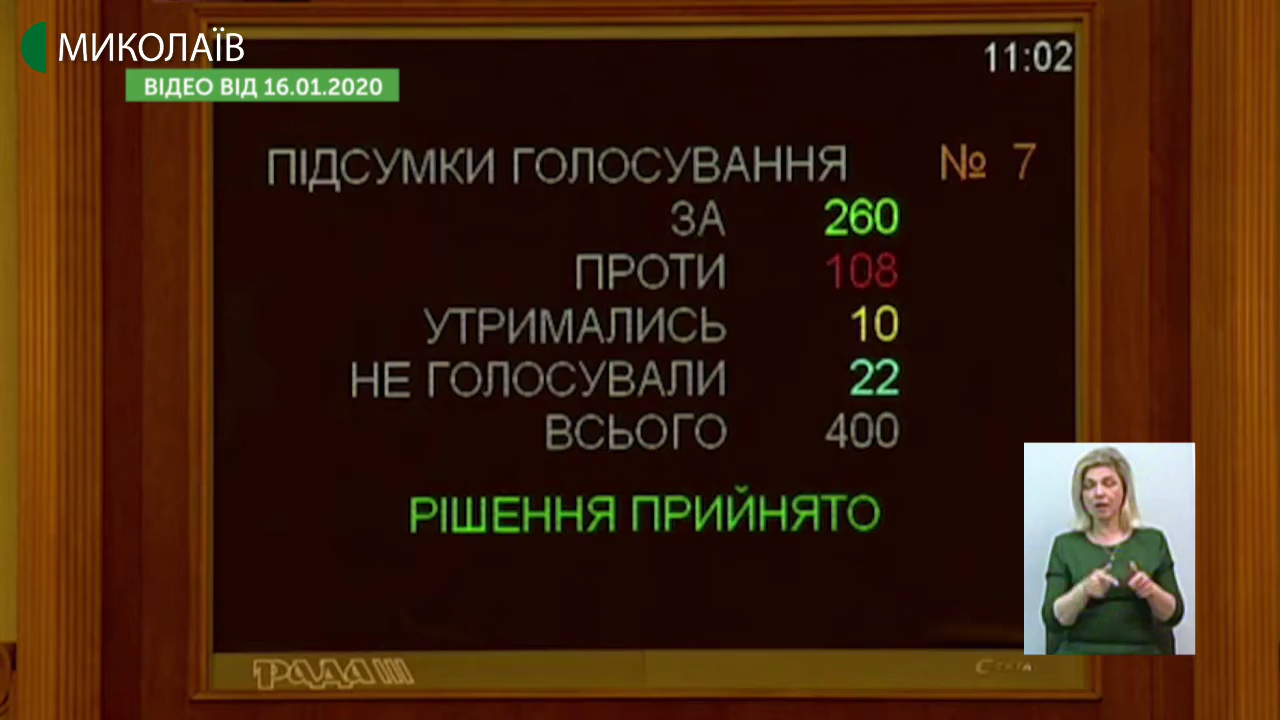 МИКОЛАЇВ
ВІДЕО ВІД 16.01.2020
11:02
ПІДСУМКИ ГОЛОСУВАННЯ № 7
ЗА 260
ПРОТИ 108
УТРИМАЛИСЬ 10
НЕ ГОЛОСУВАЛИ 22
ВСЬОГО 400
РІШЕННЯ ПРИЙНЯТО
РАДА III